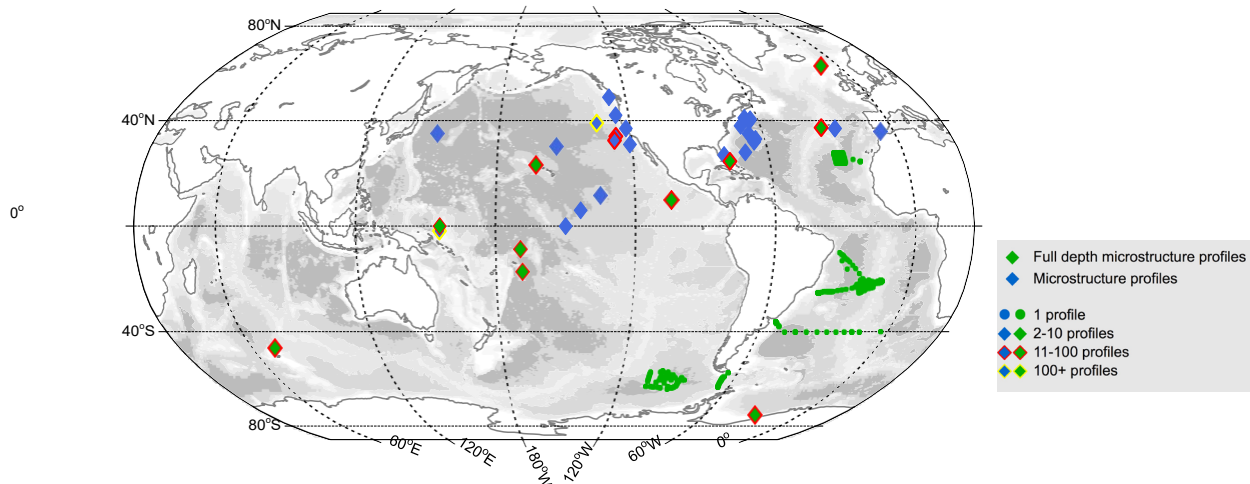 80°N
40°N
0°
40°S
80°S
60°E
120°E
180°W
120°W
60°W
0°
Full depth microstructure profiles
Microstructure profiles
1 profile
2-10 profiles
11-100 profiles
100+ profiles